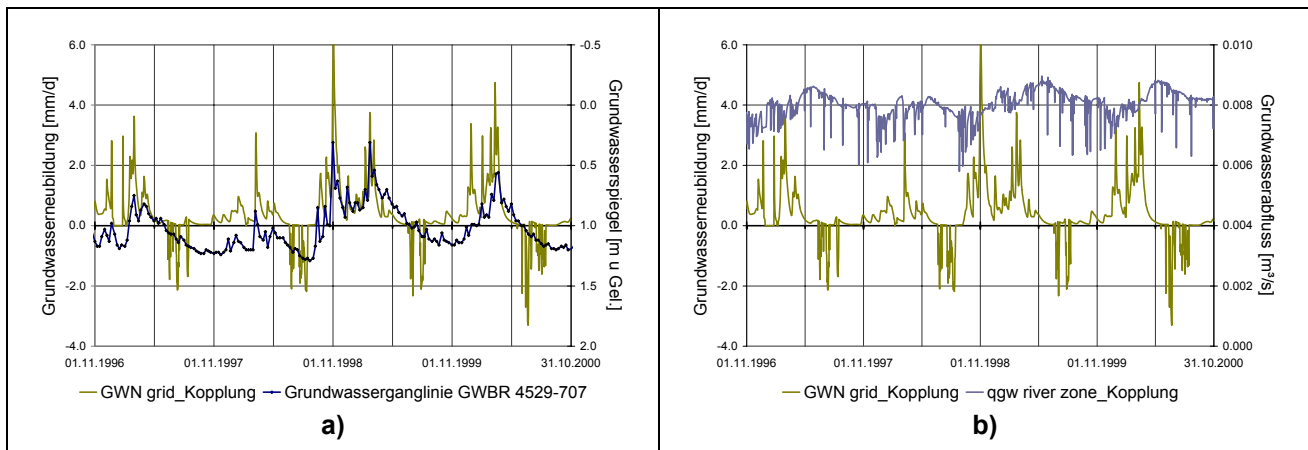 6.0
4.0
2.0
0.0
-2.0
-4.0
Grundwasserneubildung [mm/d]
-0.5
0.0
0.5
1.0
1.5
2.0
Grundwasserspiegel [m u Gel.]
01.11.1996 01.11.1997 01.11.1998 01.11.1999 31.10.2000
GWN grid_Kopplung Grundwasserganglinie GWBR 4529-707
a)
6.0
4.0
2.0
0.0
-2.0
-4.0
Grundwasserneubildung [mm/d]
0.010
0.008
0.006
0.004
0.002
0.000
Grundwasserabfluss [m³/s]
01.11.1996 01.11.1997 01.11.1998 01.11.1999 31.10.2000
GWN grid_Kopplung qgw river zone_Kopplung
b)